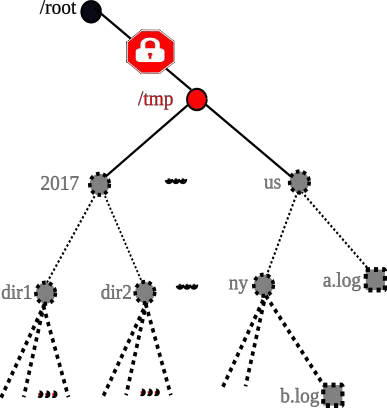 /root
/tmp
2017
us
dir1
dir2
ny
a.log
b.log